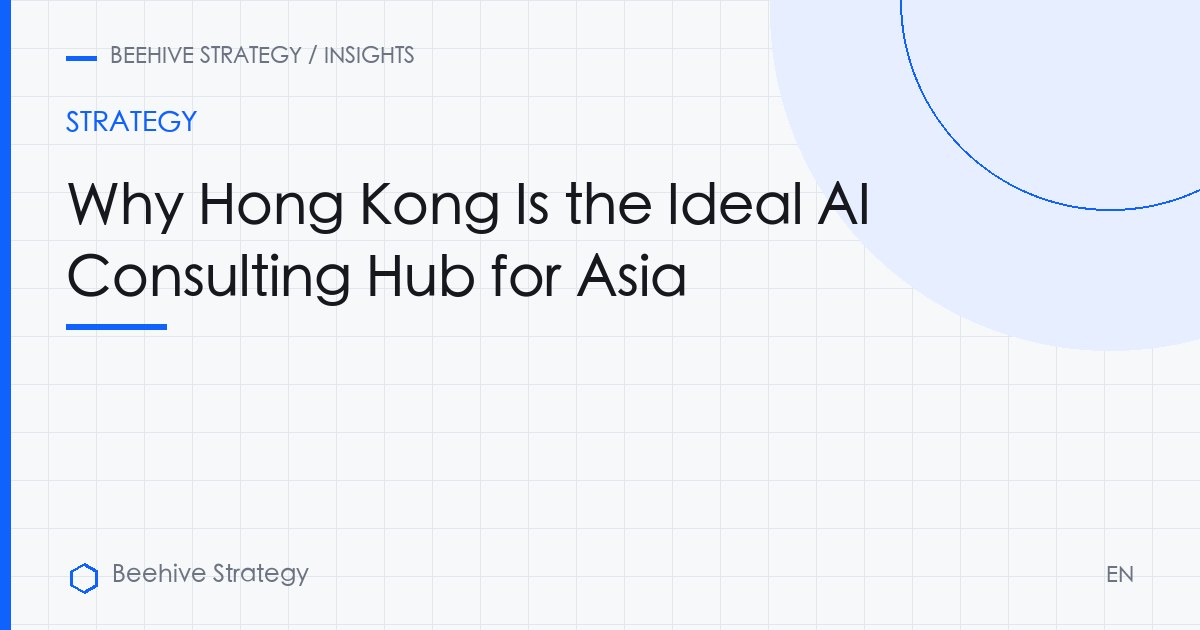 BEEHIVE STRATEGY / INSIGHTS
STRATEGY
Why Hong Kong Is the Ideal AI
Consulting Hub for Asia
Beehive Strategy
EN